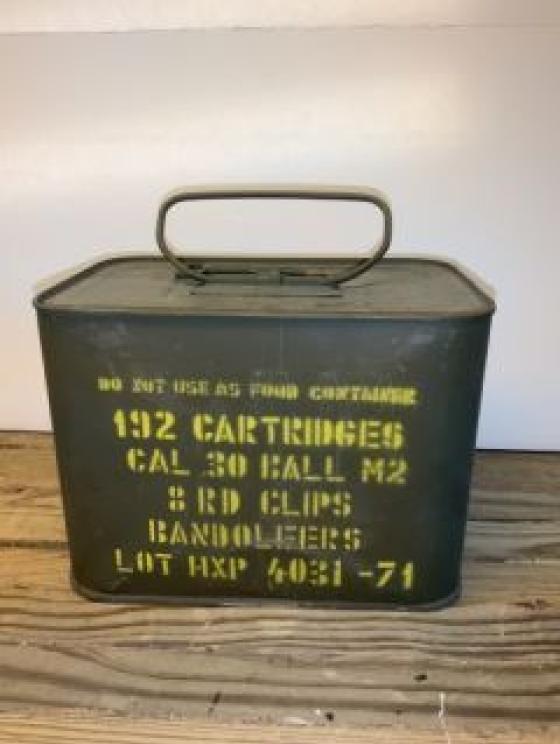 DO NOT USE AS FOOD CONTAINER
192 CARTRIDGES
CAL 30 BALL M2
8 RD CLIPS
BANDOLEERS
LOT HXP 4031 -71